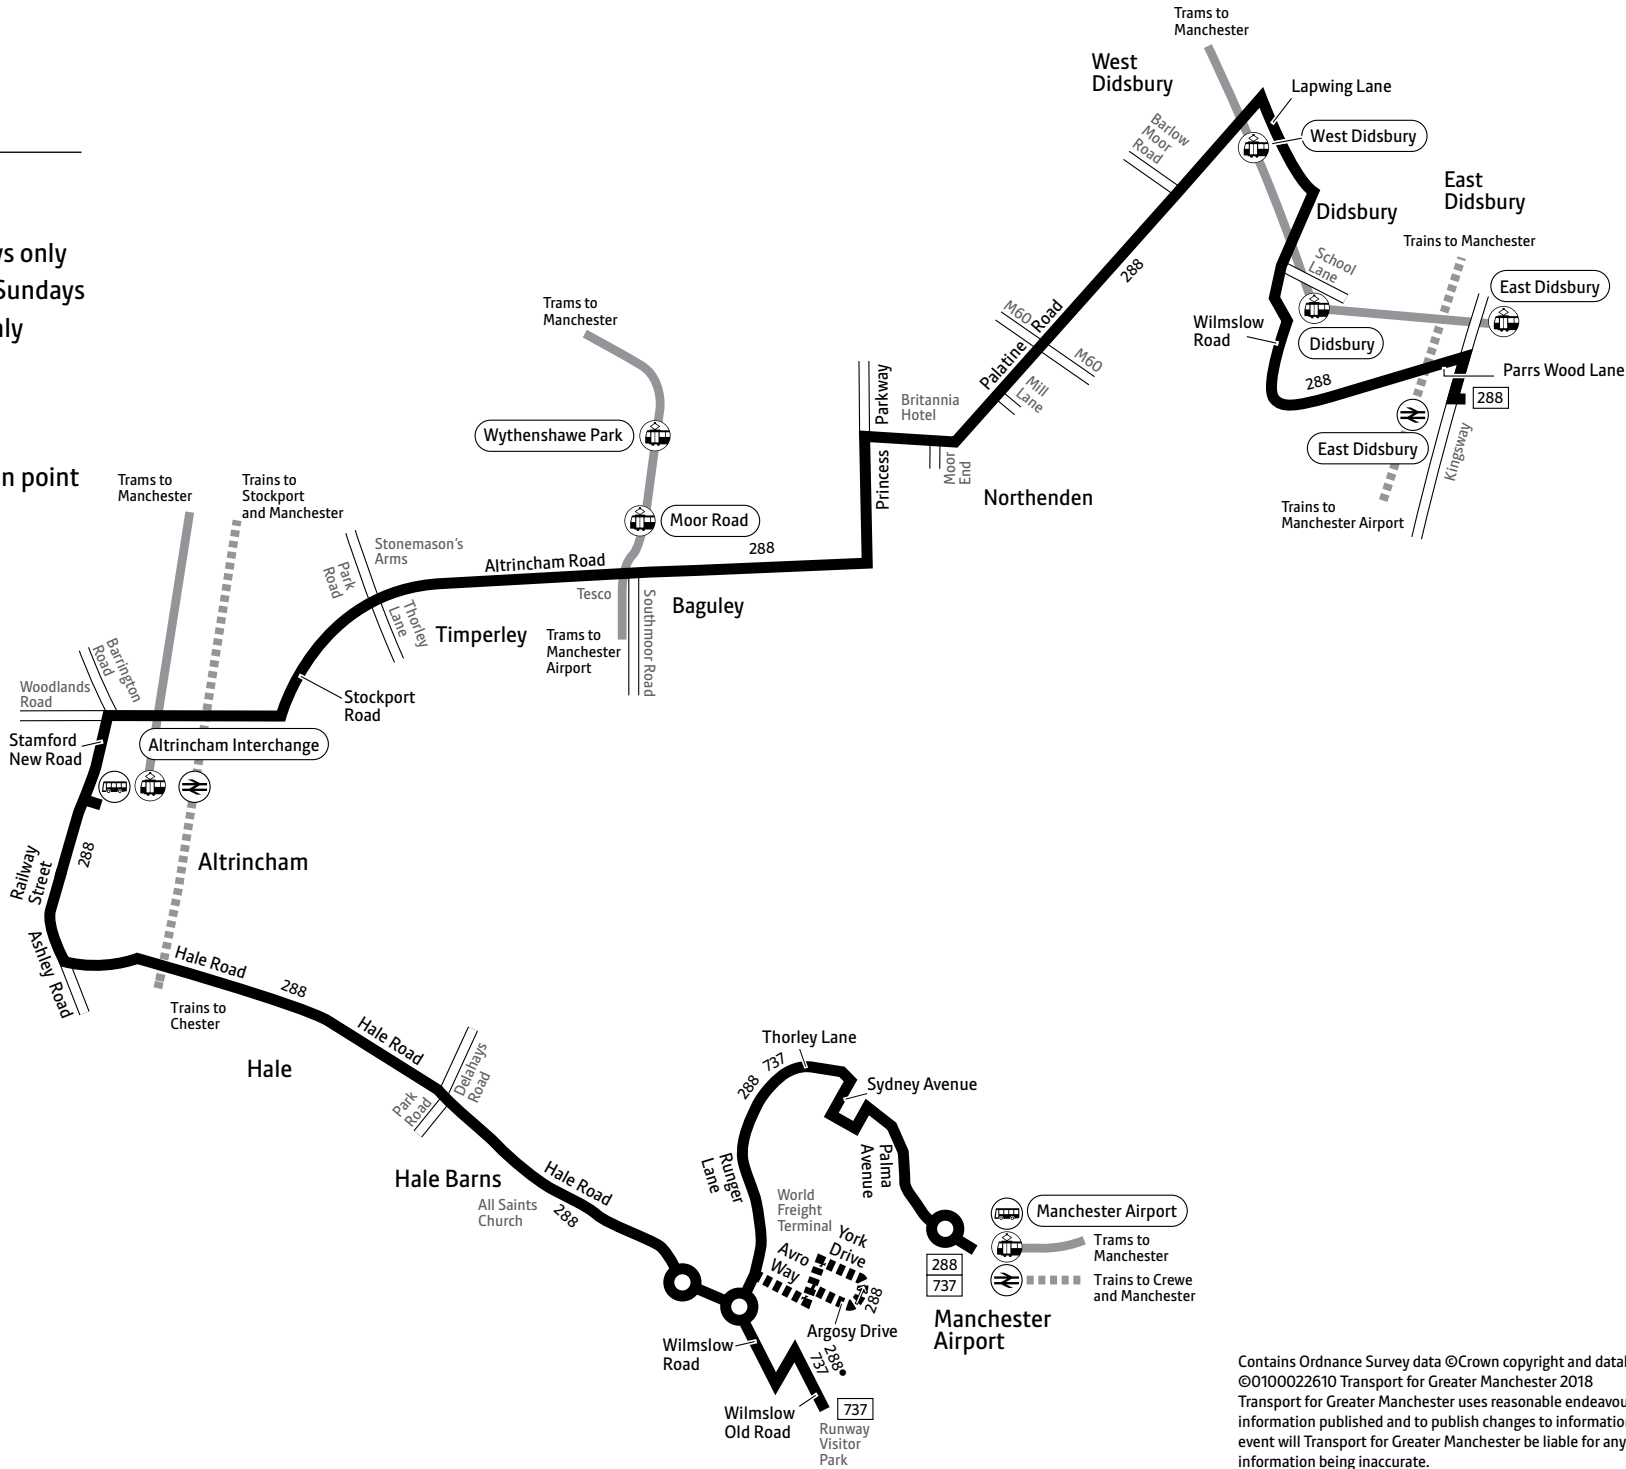 ys only
Sundays
nly
n point
Trams to
Manchester
West
Didsbury
Lapwing Lane
West Didsbury
Barlow
Moor
Road
East
Didsbury
Didsbury
Trains to Manchester
School
Lane
East Didsbury
288
Wilmslow
Road
Didsbury
288
Parrs Wood Lane
288
East Didsbury
Kingsway
Trains to
Manchester Airport
M60
Palatine Road
M60
Mill
Lane
Trams to
Manchester
Princess Parkway
Britannia
Hotel
Moor
End
Northenden
Wythenshawe Park
Moor Road
Trams to
Manchester
Trains to
Stockport
and Manchester
Stonemason's
Arms
Park
Road
Altrincham Road
288
Tesco
Thorley
Lane
Timperley
Trams to
Manchester
Airport
Southmoor Road
Baguley
Barrington
Road
Woodlands
Road
Stockport
Road
Stamford
New Road
Altrincham Interchange
288
Railway
Street
Altrincham
Ashley Road
Hale Road
288
Trains to
Chester
Hale Road
Hale
Delahays
Road
Park
Road
Hale Barns
Hale Road
All Saints
Church
288
Thorley Lane
288 737
Sydney Avenue
Runger
Lane
Palma
Avenue
World
Freight
Terminal
York
Drive
Avro
Way
288
Argosy Drive
Manchester Airport
Trams to
Manchester
Trains to Crewe
and Manchester
288
737
Manchester
Airport
Wilmslow
Road
288•
737
Wilmslow
Old Road
737
Runway
Visitor
Park
Contains Ordnance Survey data ©Crown copyright and datab
©0100022610 Transport for Greater Manchester 2018
Transport for Greater Manchester uses reasonable endeavou
information published and to publish changes to information
event will Transport for Greater Manchester be liable for any
information being inaccurate.